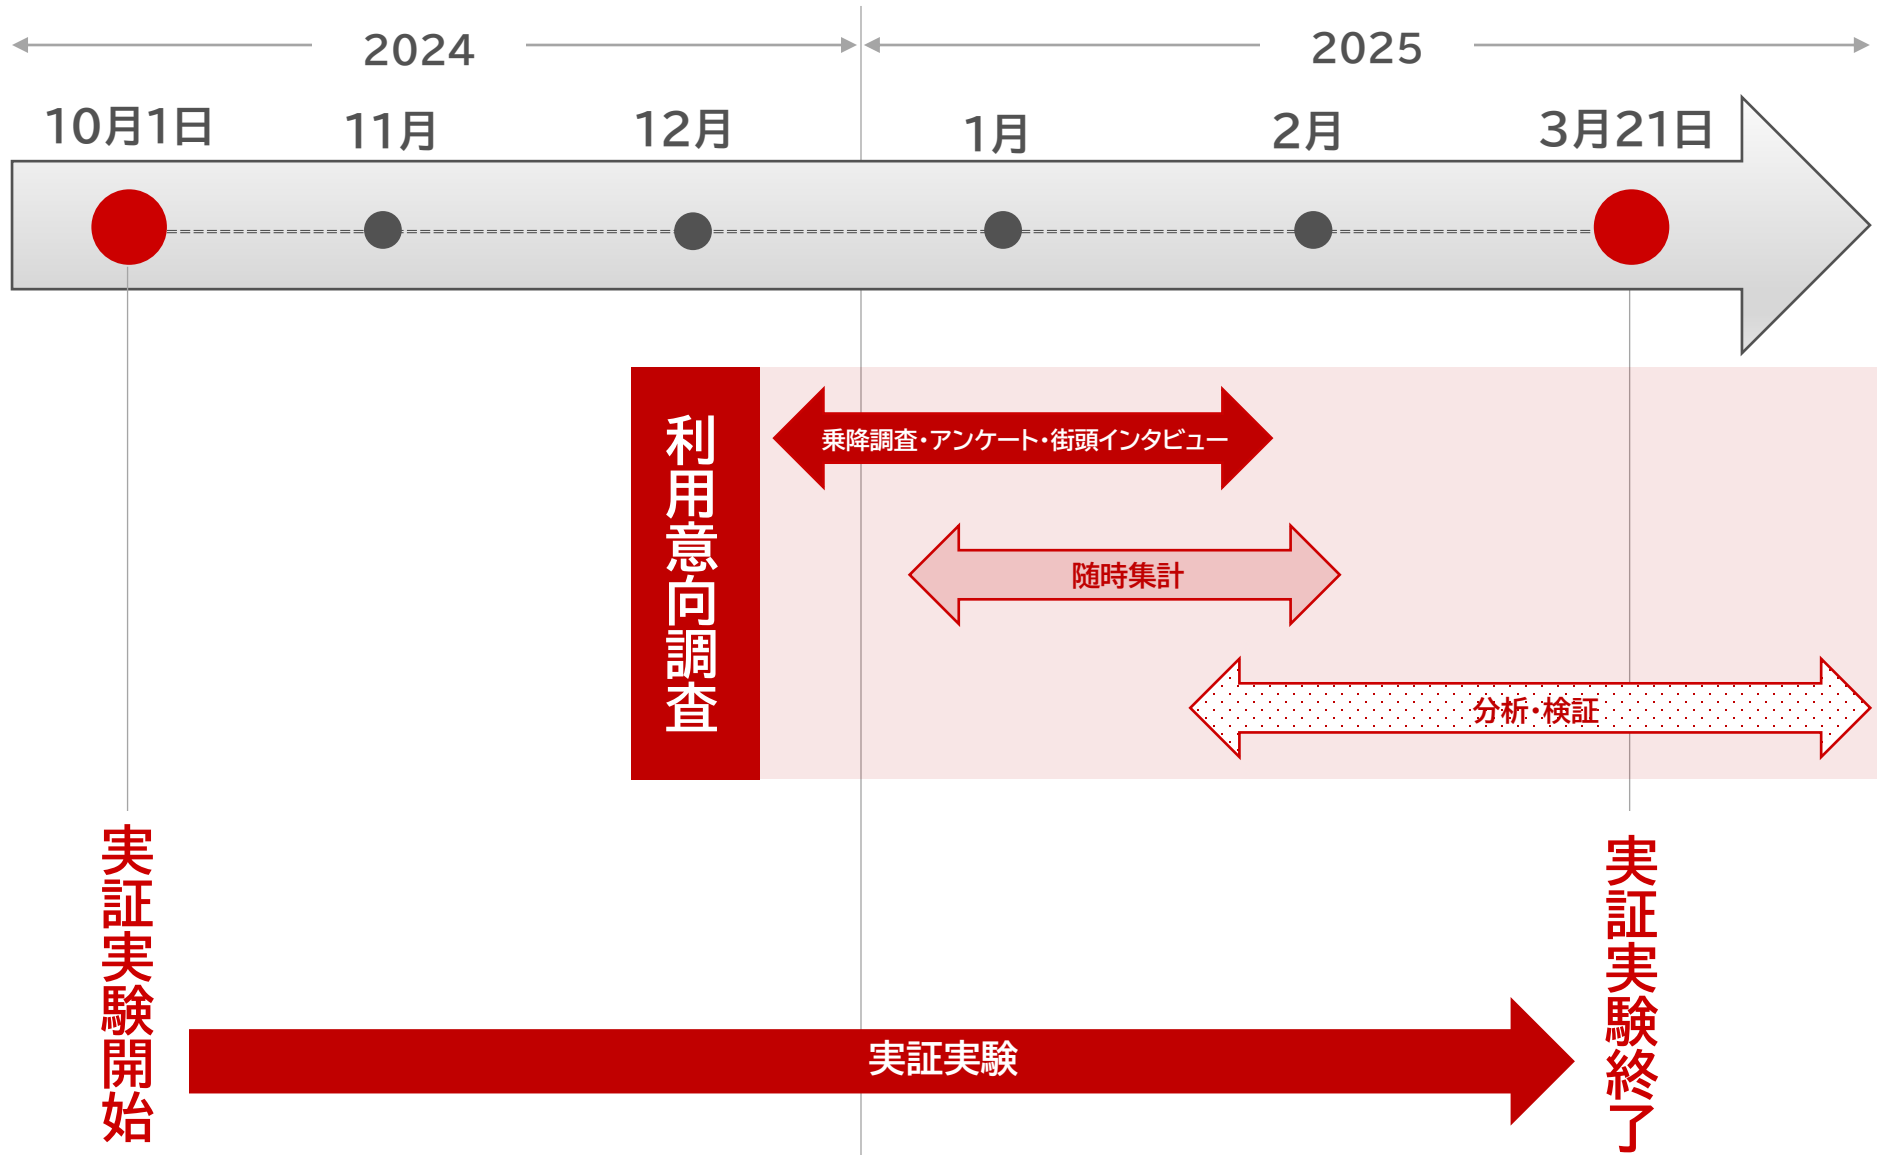 2024
2025
10月1日
11月
12月
1月
2月
3月21日
利用意向調査
乗降調査・アンケート・街頭インタビュー
随時集計
分析・検証
実証実験開始
実証実験
実証実験終了